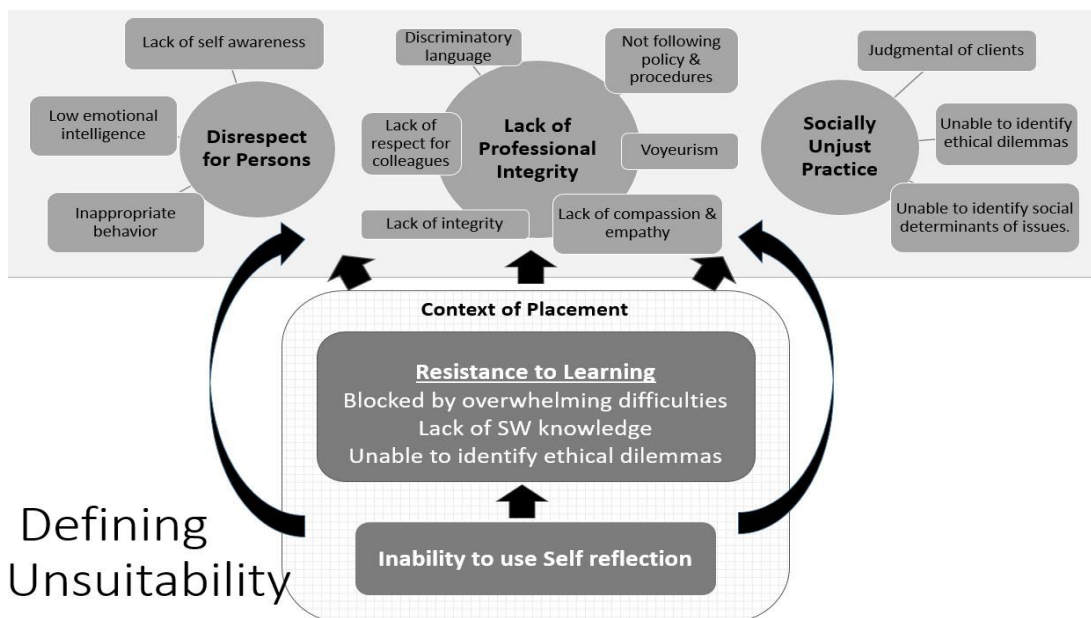 Lack of self awareness
Low emotional
intelligence
Disrespect
for Persons
Inappropriate
behavior
Discriminatory
language
Not following
policy &
procedures
Lack of
respect for
colleagues
Lack of
Professional
Integrity
Voyeurism
Lack of integrity
Lack of compassion &
empathy
Judgmental of clients
Socially
Unjust
Practice
Unable to identify
ethical dilemmas
Unable to identify social
determinants of issues.
Context of Placement
Resistance to Learning
Blocked by overwhelming difficulties
Lack of SW knowledge
Unable to identify ethical dilemmas
Inability to use Self reflection
Defining
Unsuitability